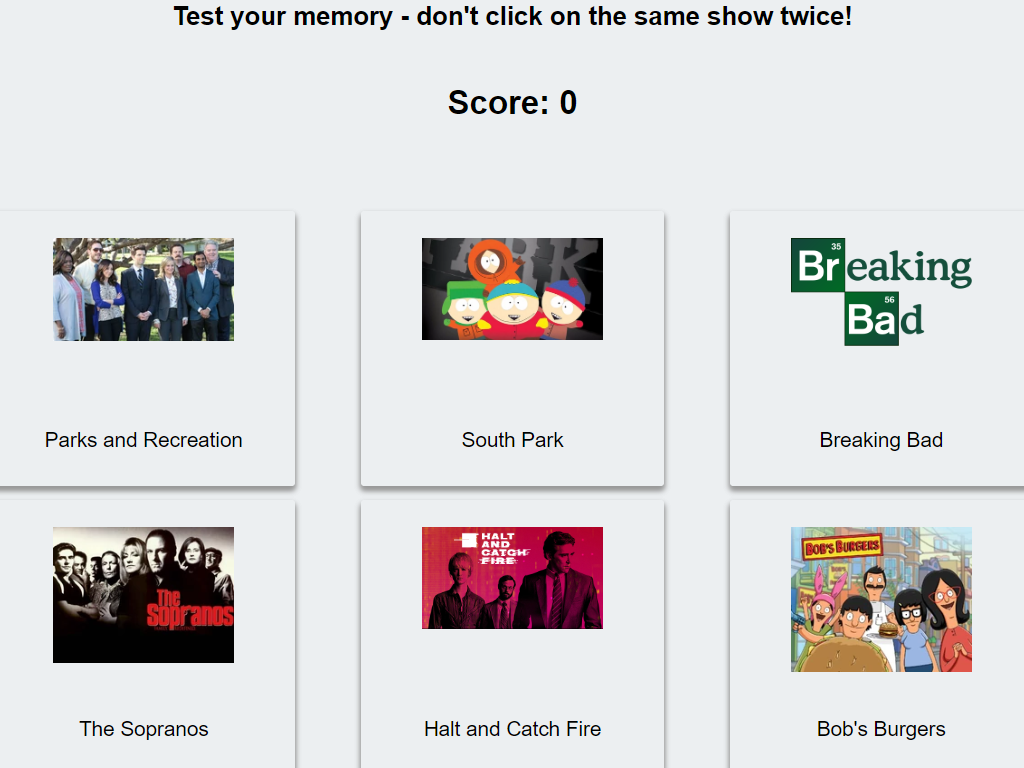 Test your memory - don't click on the same show twice!
Score: 0
PARK
35
Breaking
56
Bad
Parks and Recreation
South Park
Breaking Bad
The
Sopranos
HALT
AND
CATCH
FIRE
BOB'S BURGERS
The Sopranos
Halt and Catch Fire
Bob's Burgers